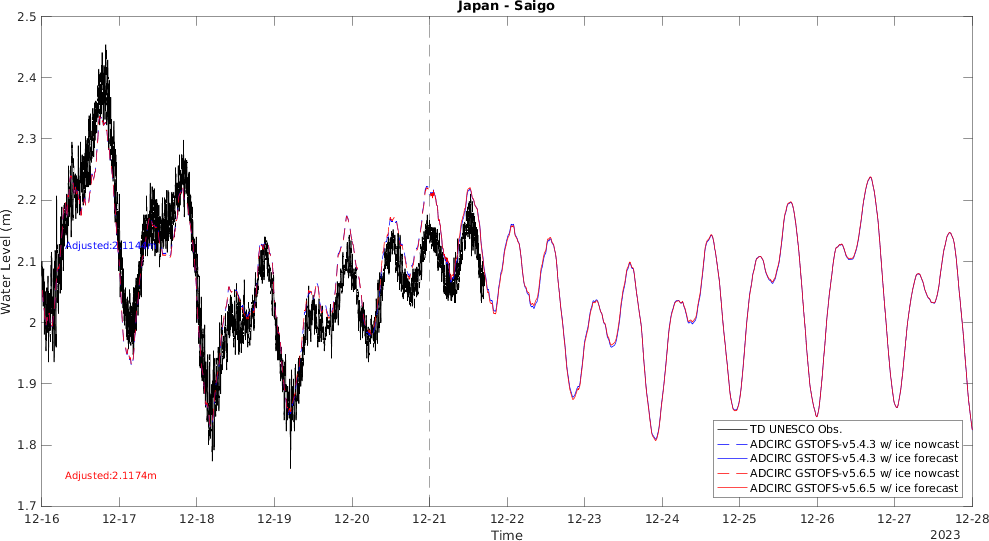 Japan - Saigo
2.5
2.4
2.3
2.2
2.1
2
1.9
1.8
1.7
Water Level (m)
Adjusted:2.114
Adjusted:2.1174m
TD UNESCO Obs.
ADCIRC GSTOFS-v5.4.3 w/ ice nowcast
ADCIRC GSTOFS-v5.4.3 w/ ice forecast
ADCIRC GSTOFS-v5.6.5 w/ ice nowcast
ADCIRC GSTOFS-v5.6.5 w/ ice forecast
12-16 12-17 12-18 12-19 12-20 12-21 12-22 12-23 12-24 12-25 12-26 12-27 12-28
Time
2023